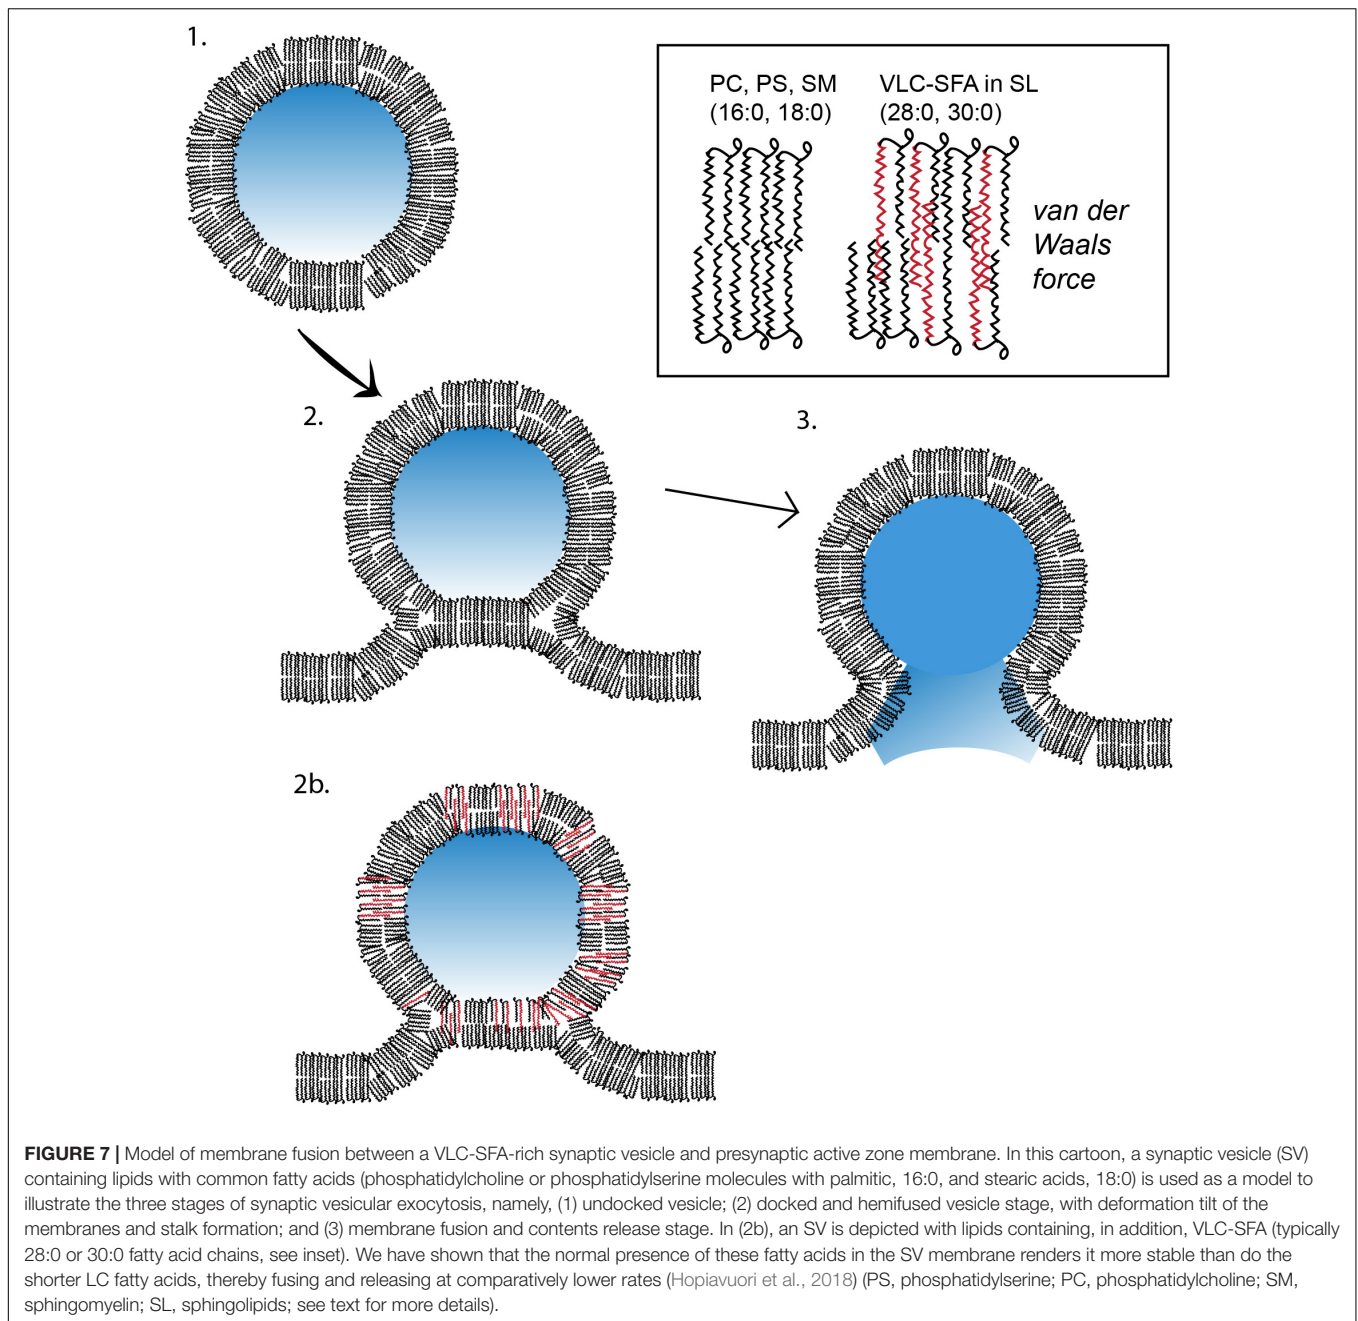 1.
PC, PS, SM
(16:0, 18:0)
VLC-SFA in SL
(28:0, 30:0)
van der
Waals
force
2.
3.
2b.
FIGURE 7 | Model of membrane fusion between a VLC-SFA-rich synaptic vesicle and presynaptic active zone membrane. In this cartoon, a synaptic vesicle (SV)
containing lipids with common fatty acids (phosphatidylcholine or phosphatidylserine molecules with palmitic, 16:0, and stearic acids, 18:0) is used as a model to
illustrate the three stages of synaptic vesicular exocytosis, namely, (1) undocked vesicle; (2) docked and hemifused vesicle stage, with deformation tilt of the
membranes and stalk formation; and (3) membrane fusion and contents release stage. In (2b), an SV is depicted with lipids containing, in addition, VLC-SFA (typically
28:0 or 30:0 fatty acid chains, see inset). We have shown that the normal presence of these fatty acids in the SV membrane renders it more stable than do the
shorter LC fatty acids, thereby fusing and releasing at comparatively lower rates (Hopiavuori et al., 2018) (PS, phosphatidylserine; PC, phosphatidylcholine; SM,
sphingomyelin; SL, sphingolipids; see text for more details).